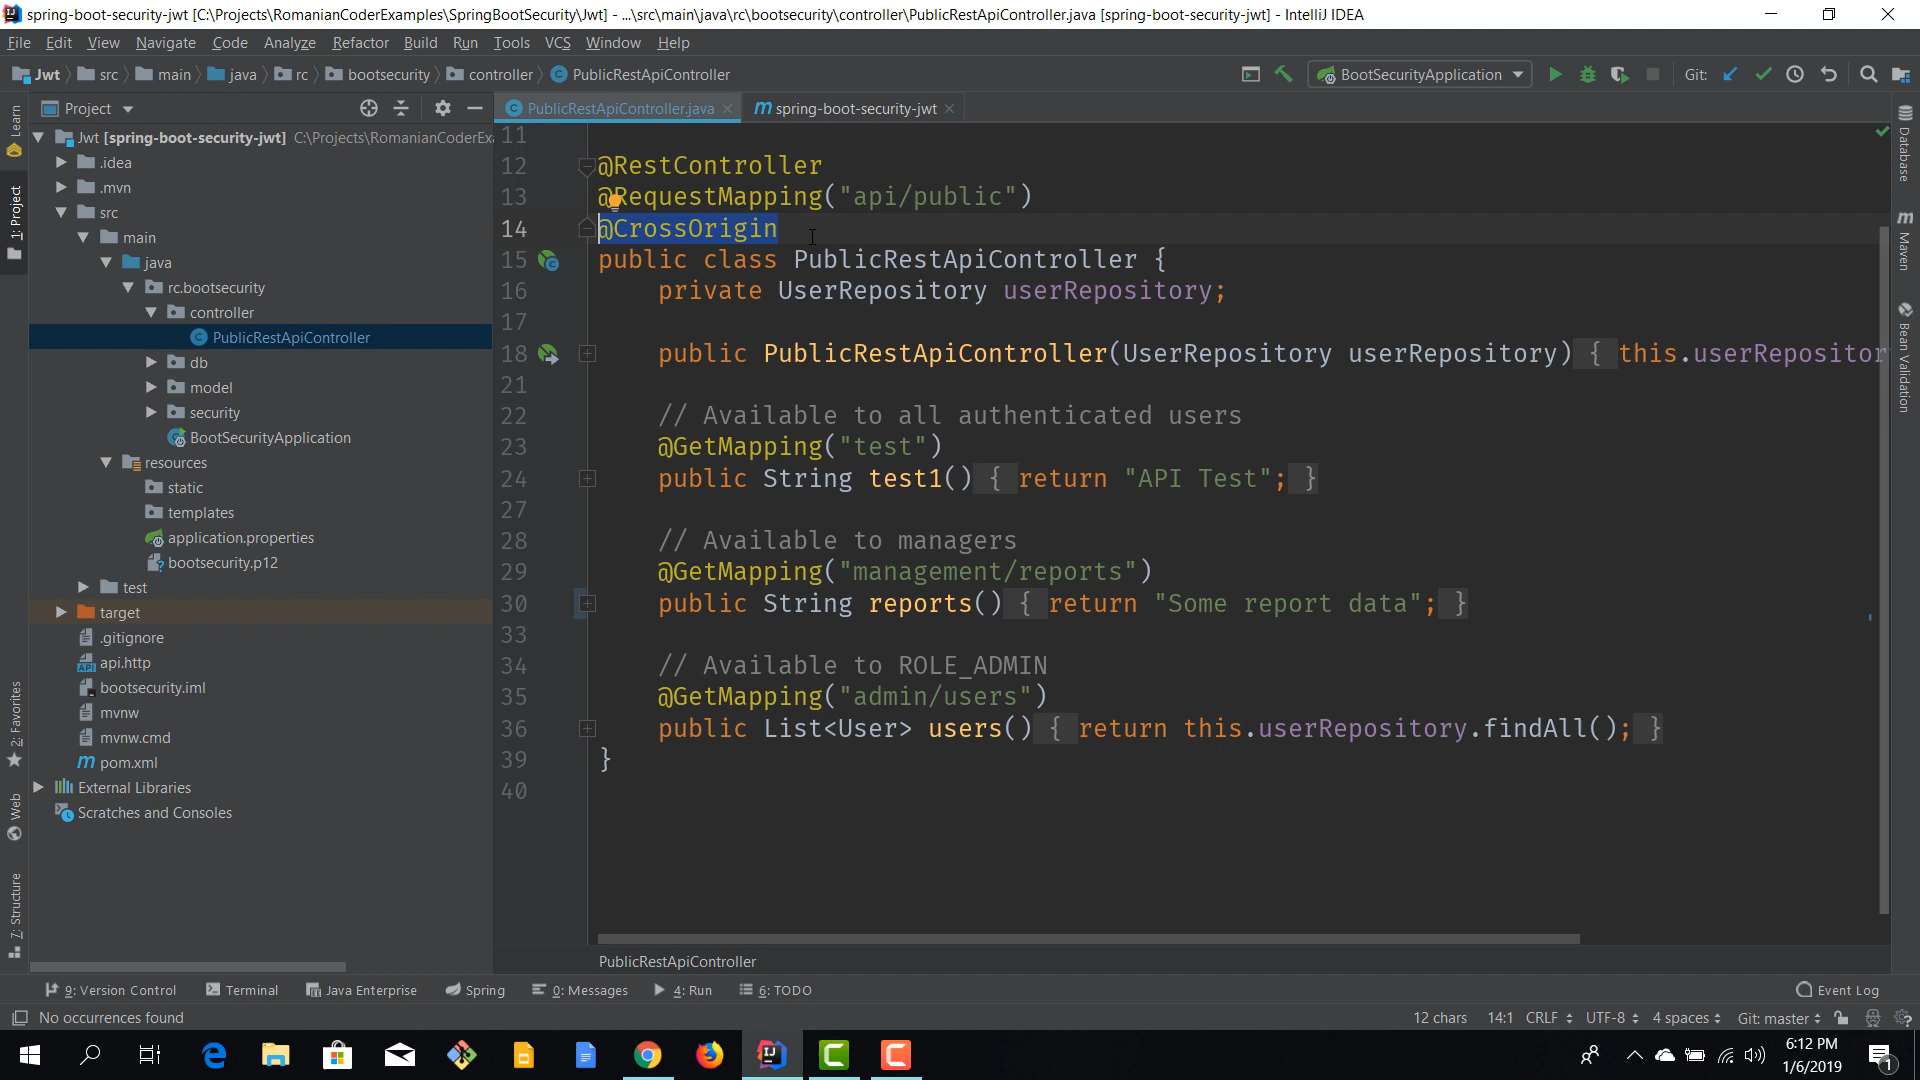 spring-boot-security-jwt [C:\Projects\RomanianCoderExamples\SpringBootSecurity\Jwt] - ...\src\main\java\rc\bootsecurity\controller\PublicRestApiController.java [spring-boot-security-jwt] - IntelliJ IDEA
File Edit View Navigate Code Analyze Refactor Build Run Tools VCS Window Help
Jwt src main java rc bootsecurity controller PublicRestApiController BootSecurityApplication Git:
Project
PublicRestApiController.java spring-boot-security-jwt
Learn
1: Project
2: Favorites
Web
7: Structure
Jwt [spring-boot-security-jwt] C:\Projects\RomanianCoderEx
.idea
.mvn
src
main
java
rc.bootsecurity
controller
PublicRestApiController
db
model
security
BootSecurityApplication
resources
static
templates
application.properties
bootsecurity.p12
test
target
.gitignore
api.http
bootsecurity.iml
mvnw
mvnw.cmd
pom.xml
External Libraries
Scratches and Consoles
11
12 @RestController
13 @RequestMapping("api/public")
14 @CrossOrigin
15 public class PublicRestApiController {
16 private UserRepository userRepository;
17
18 public PublicRestApiController(UserRepository userRepository) { this.userRepositor
21
22 // Available to all authenticated users
23 @GetMapping("test")
24 public String test1() { return "API Test"; }
27
28 // Available to managers
29 @GetMapping("management/reports")
30 public String reports() { return "Some report data"; }
33
34 // Available to ROLE_ADMIN
35 @GetMapping("admin/users")
36 public List<User> users() { return this.userRepository.findAll(); }
39 }
40
PublicRestApiController
Database
Maven
Bean Validation
9: Version Control Terminal Java Enterprise Spring 0: Messages 4: Run 6: TODO Event Log
No occurrences found 12 chars 14:1 CRLF UTF-8 4 spaces Git: master
6:12 PM
1/6/2019
1